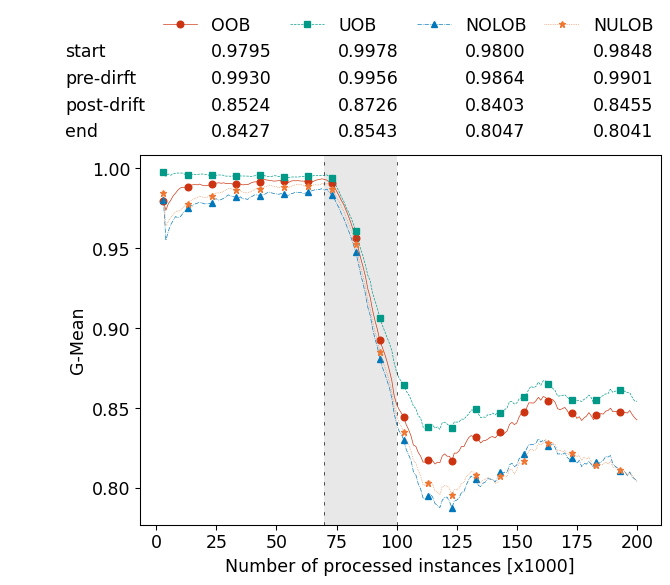 OOB UOB NOLOB NULOB
start 0.9795 0.9978 0.9800 0.9848
pre-dirft 0.9930 0.9956 0.9864 0.9901
post-drift 0.8524 0.8726 0.8403 0.8455
end 0.8427 0.8543 0.8047 0.8041
1.00
0.95
0.90
0.85
0.80
G-Mean
0 25 50 75 100 125 150 175 200
Number of processed instances [x1000]